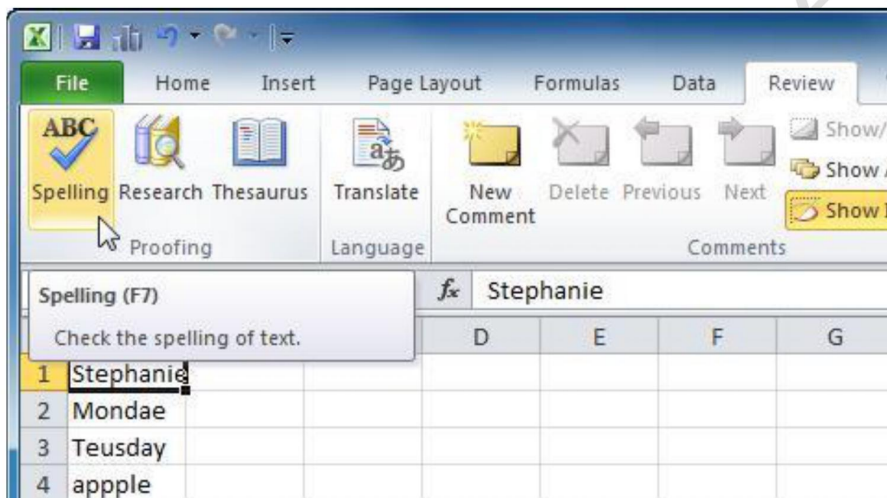 File Home Insert Page Layout Formulas Data Review
ABC
Spelling Research Thesaurus Translate New Comment Delete Previous Next Show/
Show
Show
Proofing Language Comments
Spelling (F7)
Check the spelling of text.
fx Stephanie
D E F G
1 Stephanie
2 Mondae
3 Teusday
4 appple